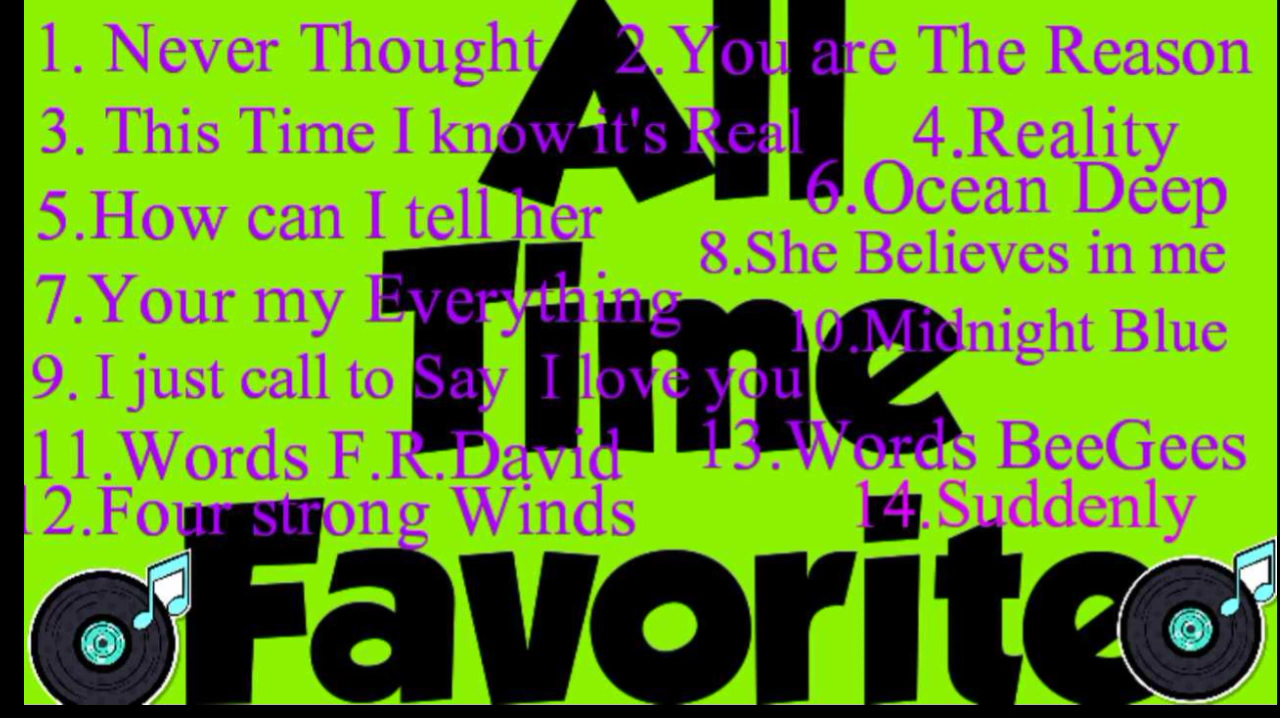 All
Time
Favorite
1. Never Thought
2.You are The Reason
3. This Time I know it's Real
4.Reality
5.How can I tell her
6.Ocean Deep
7.Your my Everything
8.She Believes in me
9. I just call to Say I love you
10.Midnight Blue
11.Words F.R.David
13.Words BeeGees
12.Four strong Winds
14.Suddenly